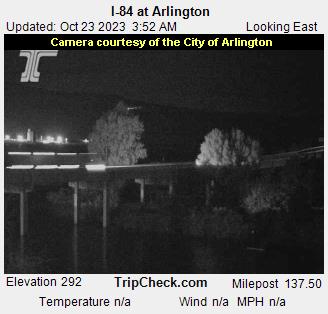 I-84 at Arlington
Updated: Oct 23 2023 3:52 AM Looking East
Camera courtesy of the City of Arlington
Elevation 292 TripCheck.com Milepost 137.50
Temperature n/a Wind n/a MPH n/a